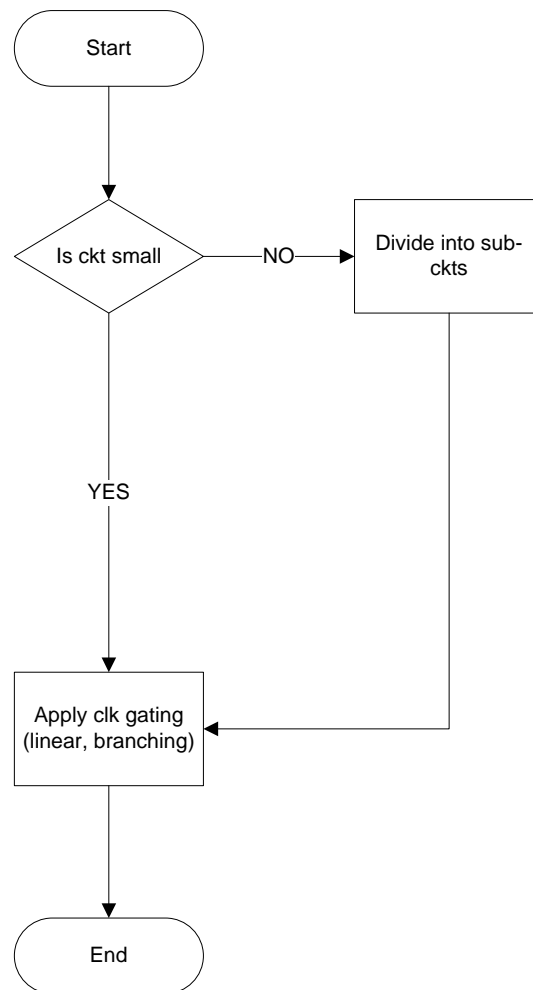 Start
Is ckt small
NO
Divide into sub-
ckts
YES
Apply clk gating
(linear, branching)
End